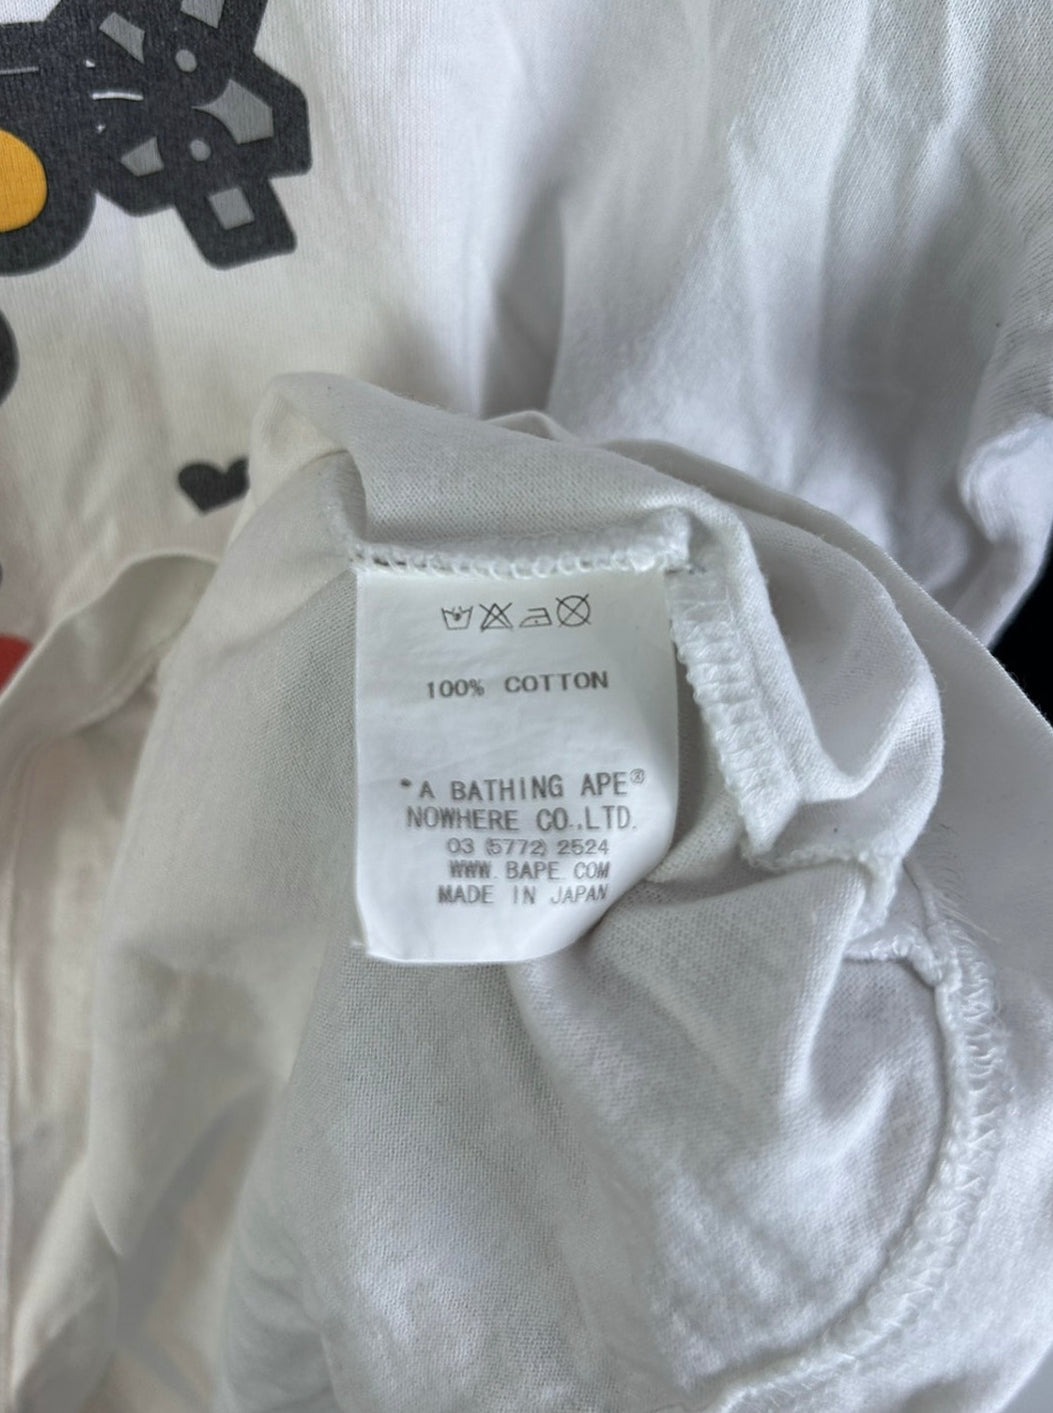 100% COTTON
*A BATHING APE®
NOWHERE CO.,LTD.
03 (5772) 2524
WWW.BAPE.COM
MADE IN JAPAN